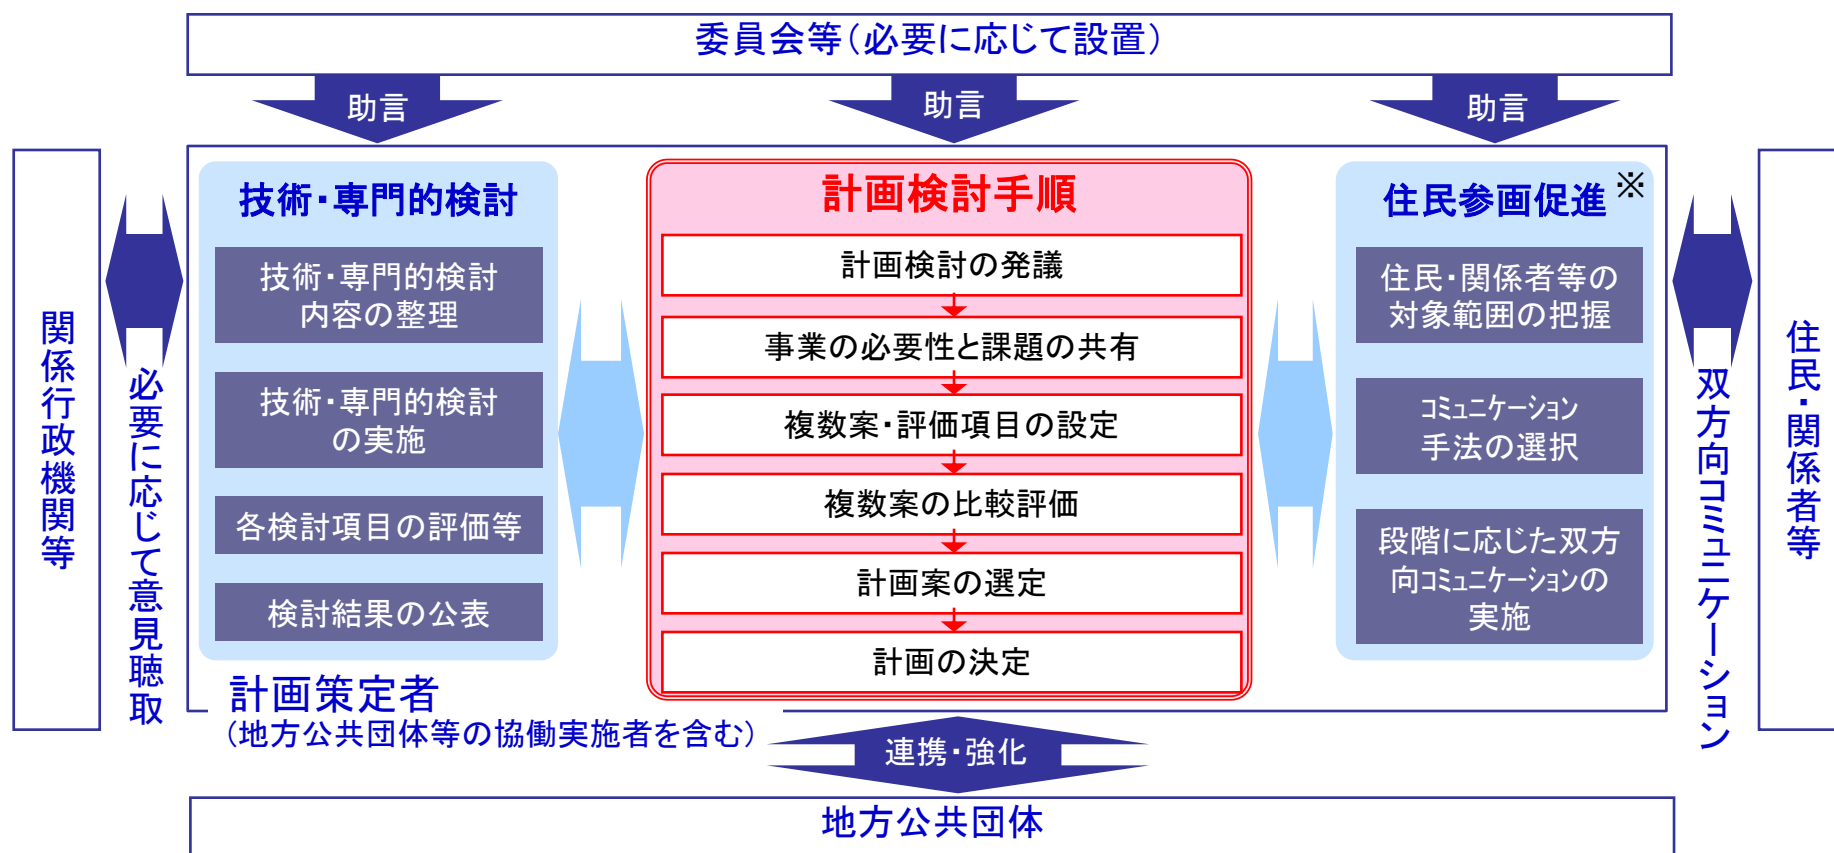 委員会等（必要に応じて設置）
助言
助言
助言
関係行政機関等
必要に応じて意見聴取
技術・専門的検討
技術・専門的検討
内容の整理
技術・専門的検討
の実施
各検討項目の評価等
検討結果の公表
計画検討手順
計画検討の発議
事業の必要性と課題の共有
複数案・評価項目の設定
複数案の比較評価
計画案の選定
計画の決定
住民参画促進※
住民・関係者等の
対象範囲の把握
ｺﾐｭﾆｹｰｼｮﾝ
手法の選択
段階に応じた双方
向ｺﾐｭﾆｹｰｼｮﾝの
実施
双方向コミュニケーション
住民・関係者等
計画策定者
（地方公共団体等の協働実施者を含む）
連携・強化
地方公共団体